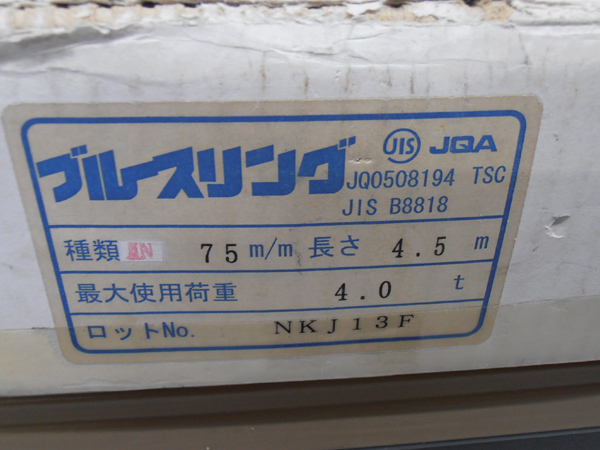 ブルースリング
JIS JQA
JQ0508194 TSC
JIS B8818
種類 ⅢN 75 m/m 長さ 4.5 m
最大使用荷重 4.0 t
ロットNo. NKJ13F